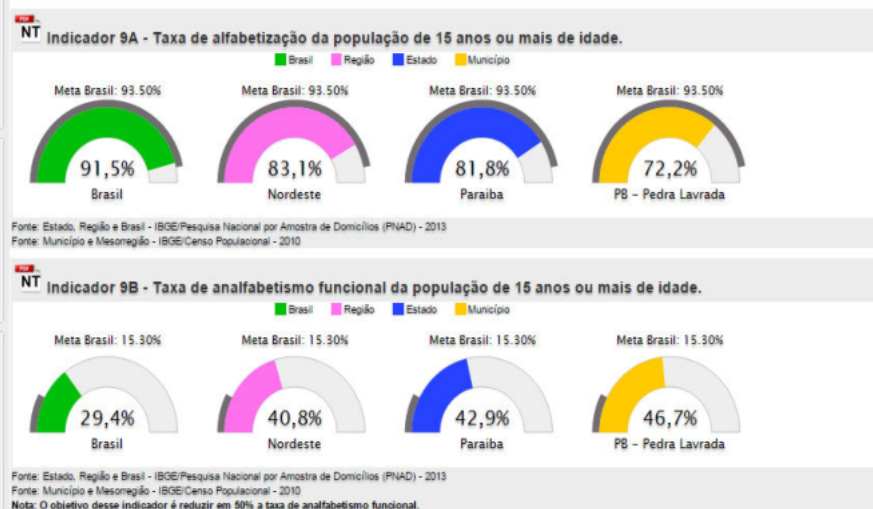 PDF
NT Indicador 9A - Taxa de alfabetização da população de 15 anos ou mais de idade.
Brasil Região Estado Município
Meta Brasil: 93.50% Meta Brasil: 93.50% Meta Brasil: 93.50% Meta Brasil: 93.50%
91,5% 83,1% 81,8% 72,2%
Brasil Nordeste Paraiba PB - Pedra Lavrada
Fonte: Estado, Região e Brasil - IBGE/Pesquisa Nacional por Amostra de Domicílios (PNAD) - 2013
Fonte: Município e Mesorregião - IBGE/Censo Populacional - 2010
PDF
NT Indicador 9B - Taxa de analfabetismo funcional da população de 15 anos ou mais de idade.
Brasil Região Estado Município
Meta Brasil: 15.30% Meta Brasil: 15.30% Meta Brasil: 15.30% Meta Brasil: 15.30%
29,4% 40,8% 42,9% 46,7%
Brasil Nordeste Paraiba PB - Pedra Lavrada
Fonte: Estado, Região e Brasil - IBGE/Pesquisa Nacional por Amostra de Domicílios (PNAD) - 2013
Fonte: Município e Mesorregião - IBGE/Censo Populacional - 2010
Nota: O objetivo desse indicador é reduzir em 50% a taxa de analfabetismo funcional.